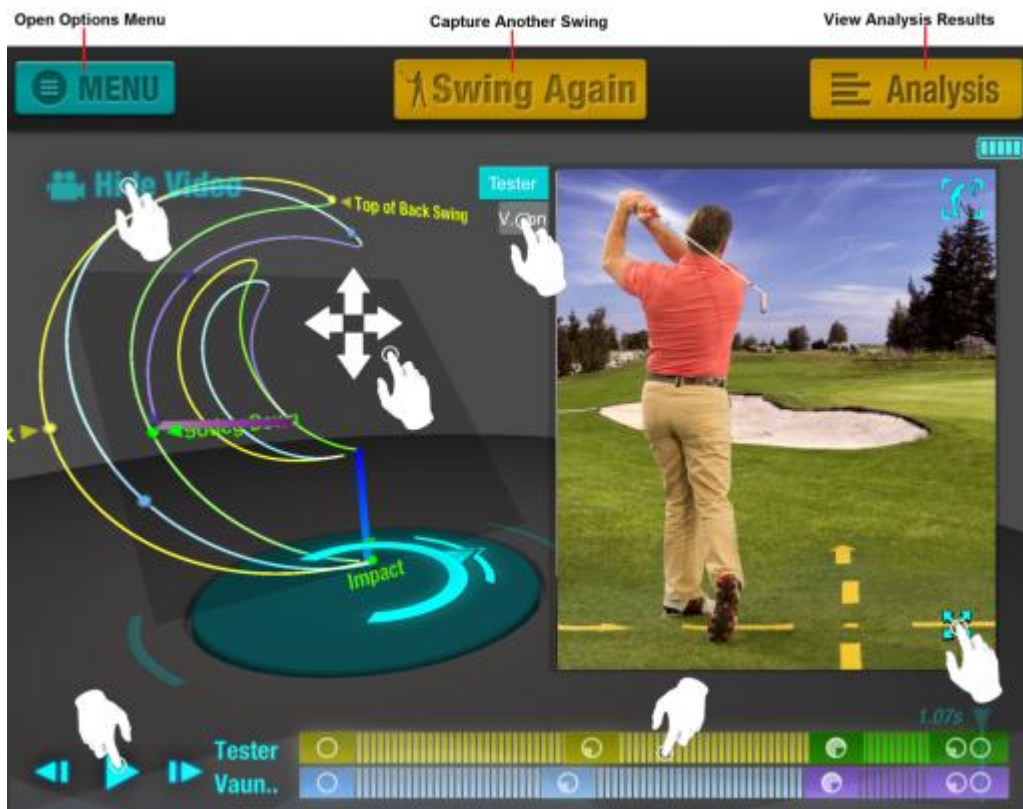 Open Options Menu
Capture Another Swing
View Analysis Results
MENU
Swing Again
Analysis
Hide Video
Tester
Top of Back Swing
Impact
1.07s
Tester
Vaun..